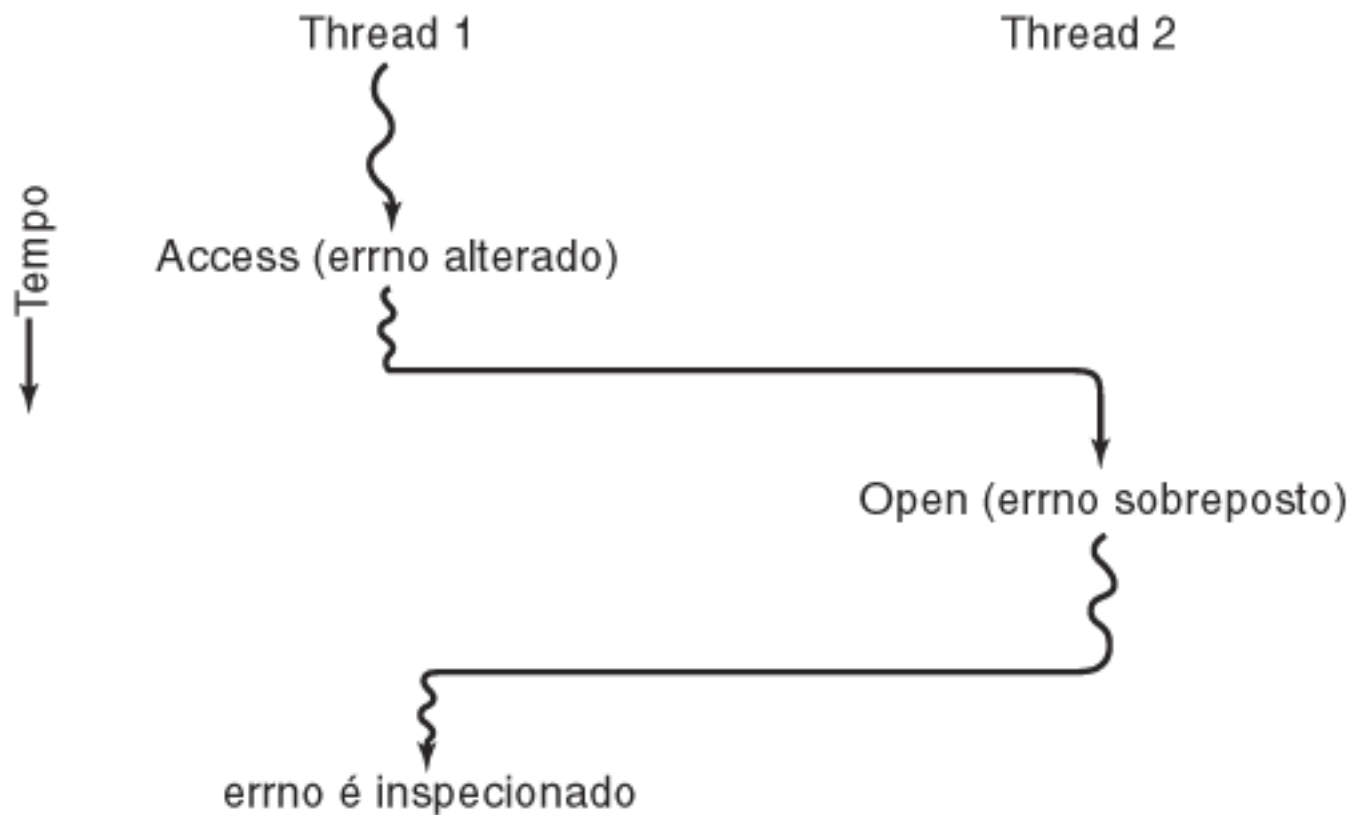 Thread 1
Thread 2
Tempo
Access (errno alterado)
Open (errno sobreposto)
errno é inspecionado